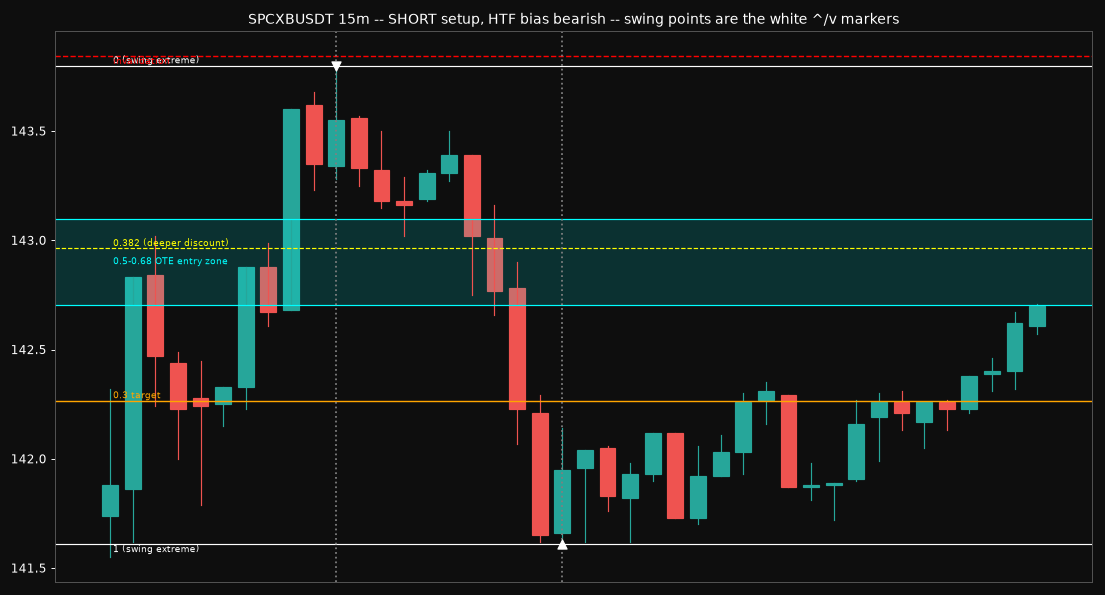 SPCXBUSDT 15m -- SHORT setup, HTF bias bearish -- swing points are the white ^/v markers
0 (swing extreme)
143.5
143.0
0.382 (deeper discount)
0.5-0.68 OTE entry zone
142.5
0.3 target
142.0
1 (swing extreme)
141.5